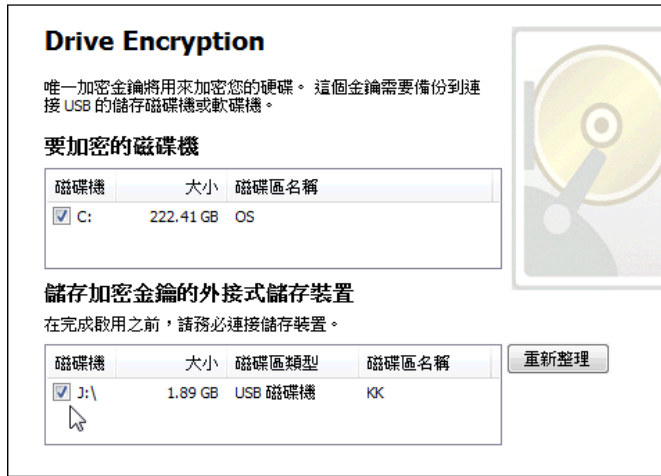 Drive Encryption
唯一加密金鑰將用來加密您的硬碟。 這個金鑰需要備份到連
接 USB 的儲存磁碟機或軟碟機。
要加密的磁碟機
磁碟機 大小 磁碟區名稱
C: 222.41 GB OS
儲存加密金鑰的外接式儲存裝置
在完成啟用之前，請務必連接儲存裝置。
磁碟機 大小 磁碟區類型 磁碟區名稱 重新整理
J:\ 1.89 GB USB 磁碟機 KK